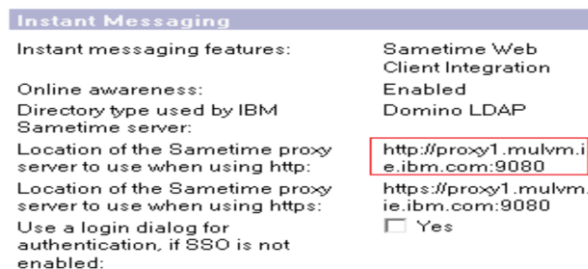 Instant Messaging
Instant messaging features: Sametime Web
Client Integration
Online awareness: Enabled
Directory type used by IBM Domino LDAP
Sametime server:
Location of the Sametime proxy http://proxy1.mulvm.i
server to use when using http: e.ibm.com:9080
Location of the Sametime proxy https://proxy1.mulvm.
server to use when using https: ie.ibm.com:9080
Use a login dialog for Yes
authentication, if SSO is not
enabled: